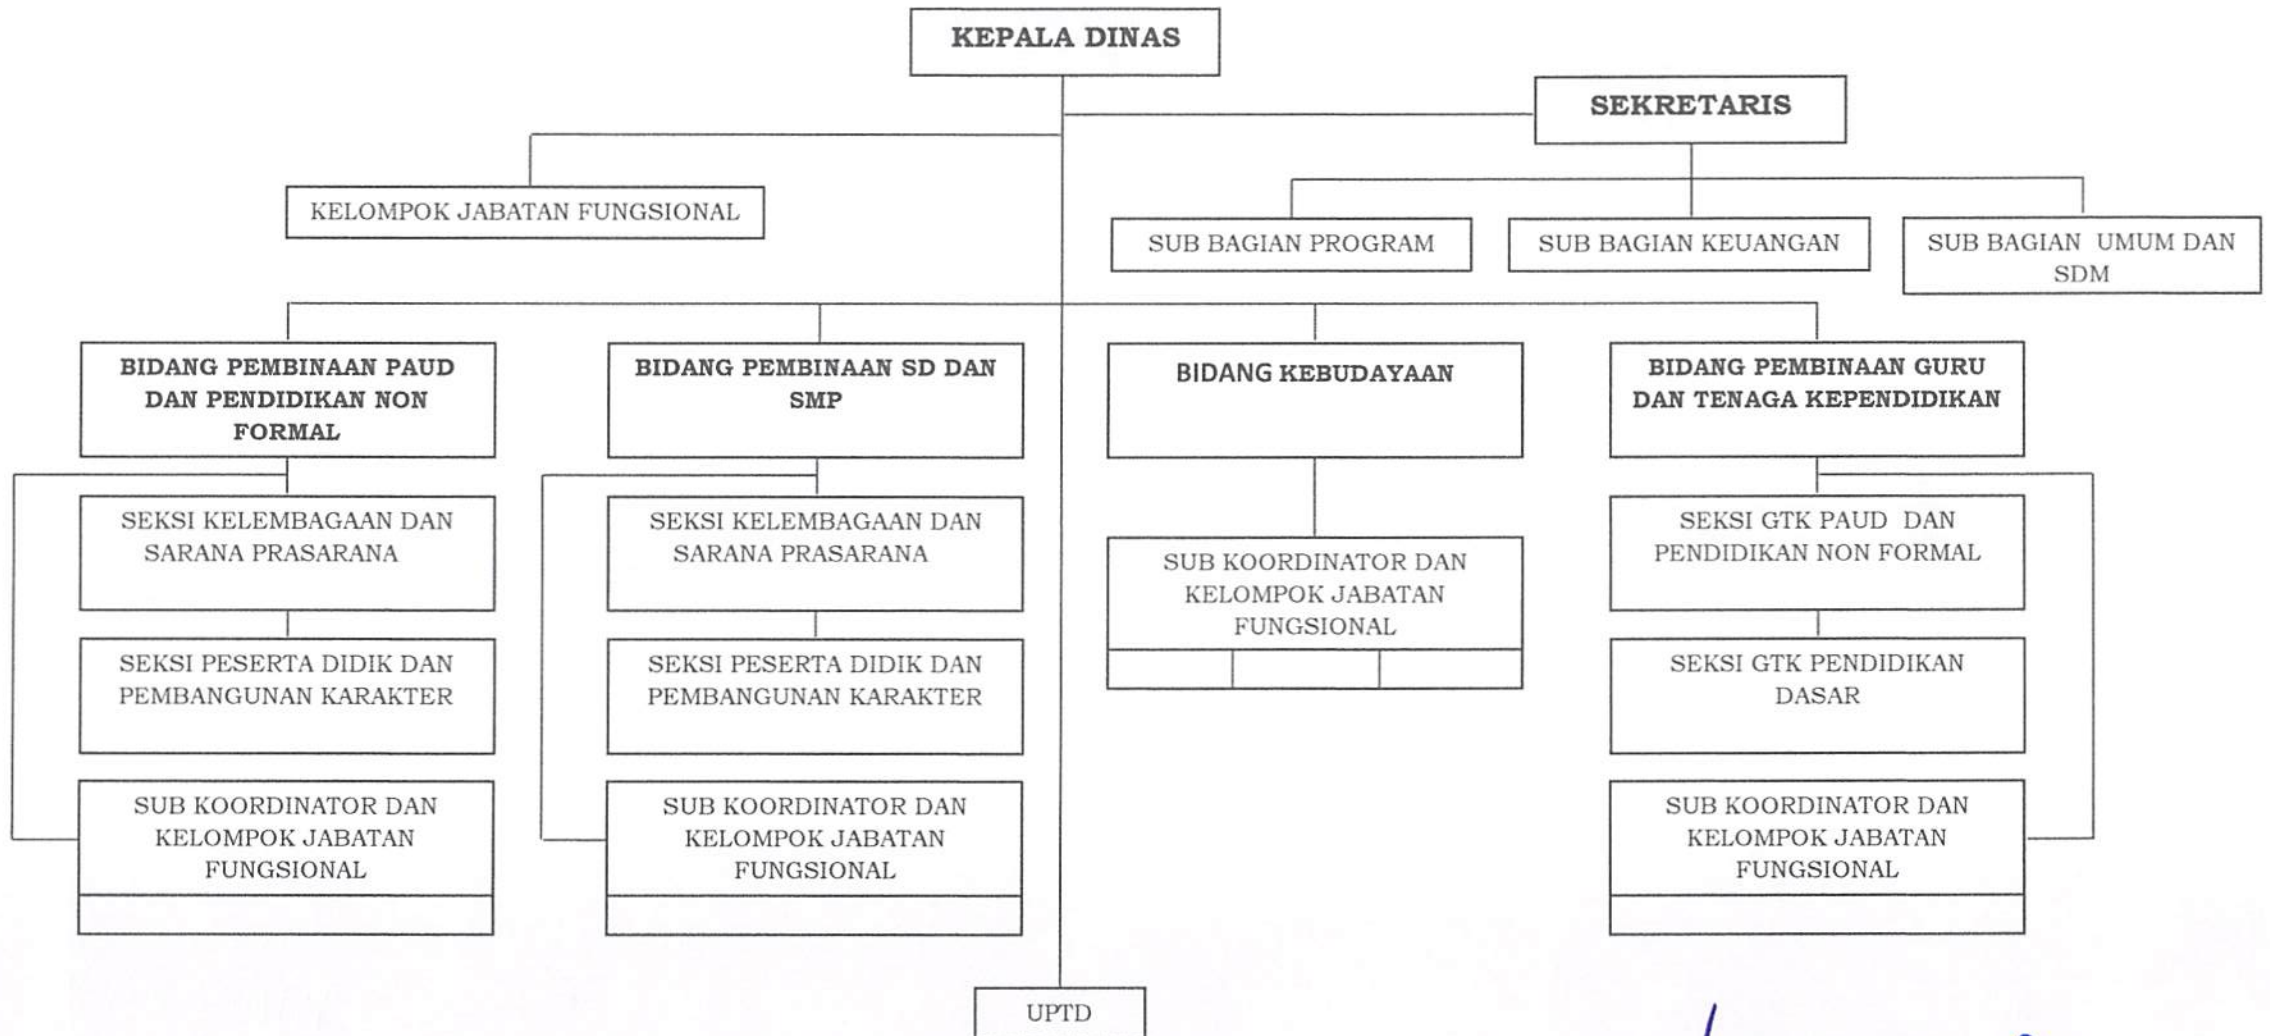 KEPALA DINAS
SEKRETARIS
KELOMPOK JABATAN FUNGSIONAL
SUB BAGIAN PROGRAM
SUB BAGIAN KEUANGAN
SUB BAGIAN UMUM DAN
SDM
BIDANG PEMBINAAN PAUD
DAN PENDIDIKAN NON
FORMAL
BIDANG PEMBINAAN SD DAN
SMP
BIDANG KEBUDAYAAN
BIDANG PEMBINAAN GURU
DAN TENAGA KEPENDIDIKAN
SEKSI KELEMBAGAAN DAN
SARANA PRASARANA
SEKSI KELEMBAGAAN DAN
SARANA PRASARANA
SUB KOORDINATOR DAN
KELOMPOK JABATAN
FUNGSIONAL
SEKSI GTK PAUD DAN
PENDIDIKAN NON FORMAL
SEKSI PESERTA DIDIK DAN
PEMBANGUNAN KARAKTER
SEKSI PESERTA DIDIK DAN
PEMBANGUNAN KARAKTER
SEKSI GTK PENDIDIKAN
DASAR
SUB KOORDINATOR DAN
KELOMPOK JABATAN
FUNGSIONAL
SUB KOORDINATOR DAN
KELOMPOK JABATAN
FUNGSIONAL
SUB KOORDINATOR DAN
KELOMPOK JABATAN
FUNGSIONAL
UPTD